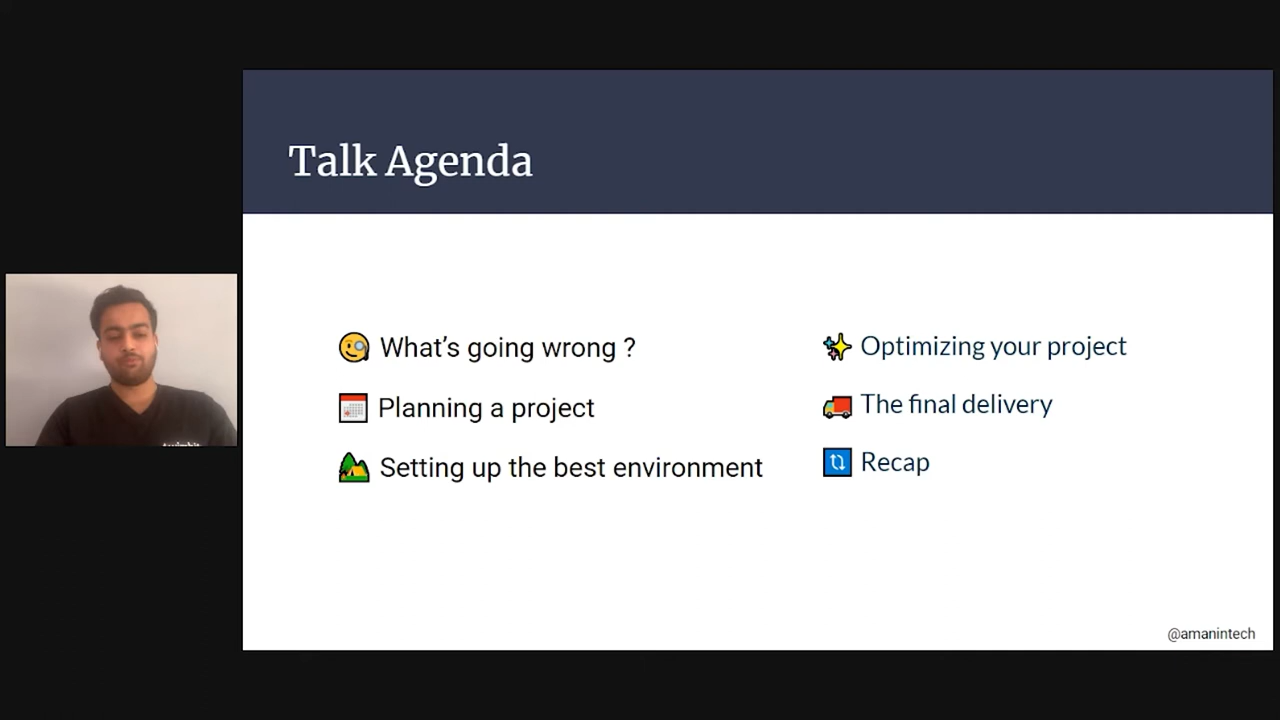 Talk Agenda
What's going wrong ?
Planning a project
Setting up the best environment
Optimizing your project
The final delivery
Recap
@amanintech